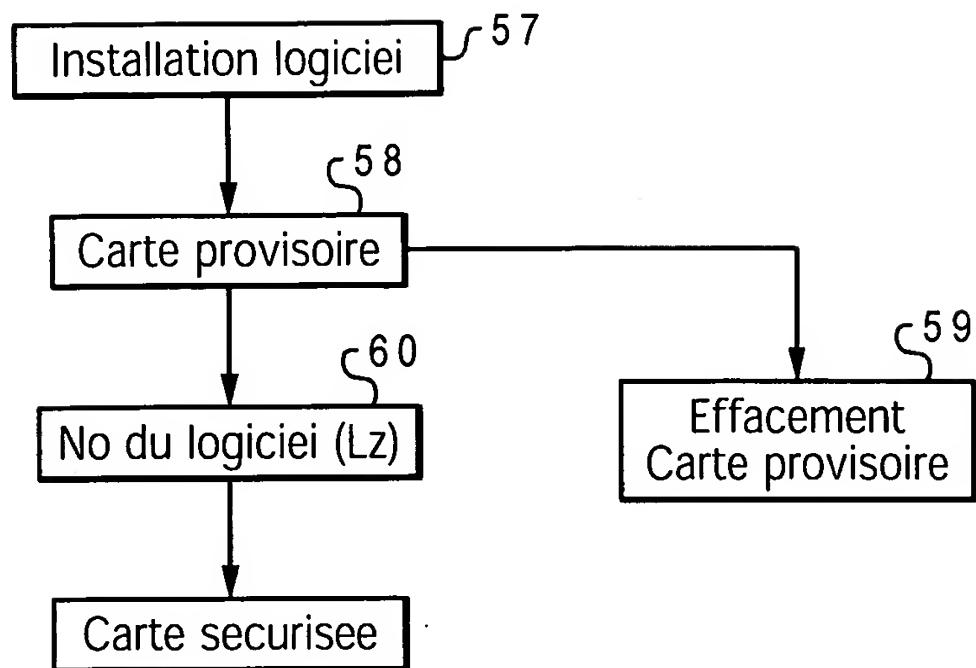 Installation logiciei
57
58
Carte provisoire
59
60
No du logiciei (Lz)
Effacement
Carte provisoire
Carte securisee